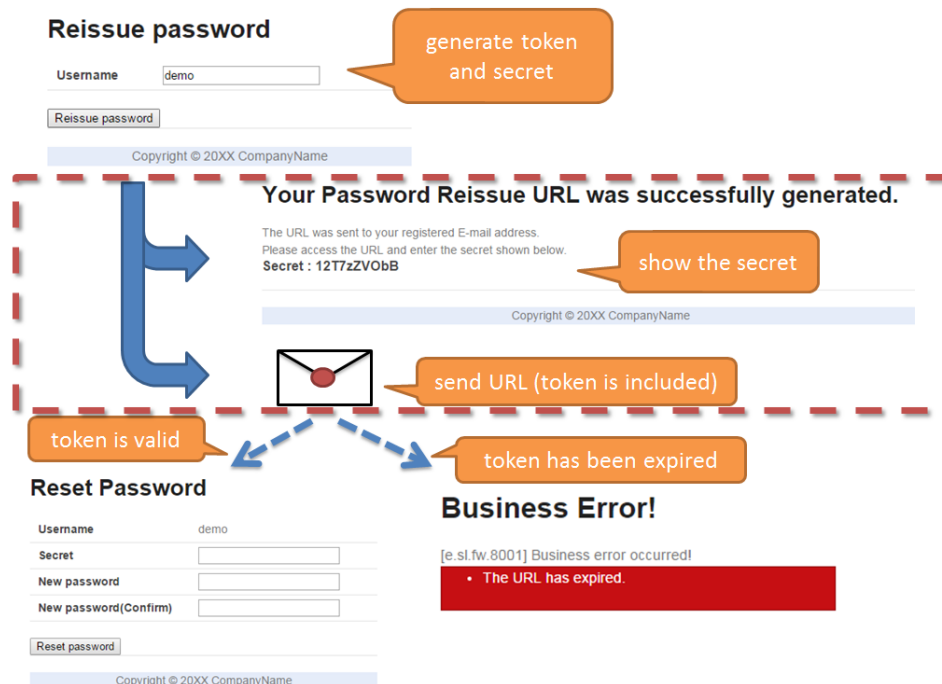 Reissue password
generate token
and secret
Username demo
Reissue password
Copyright © 20XX CompanyName
Your Password Reissue URL was successfully generated.
The URL was sent to your registered E-mail address.
Please access the URL and enter the secret shown below.
Secret : 12T7zZVObB
show the secret
Copyright © 20XX CompanyName
send URL (token is included)
token is valid
token has been expired
Reset Password
Username demo
Secret
New password
New password(Confirm)
Reset password
Copyright © 20XX CompanyName
Business Error!
[e.sl.fw.8001] Business error occurred!
• The URL has expired.